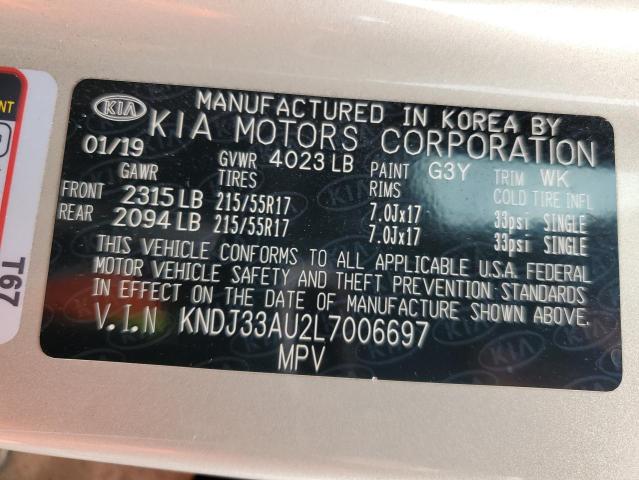 KIA
MANUFACTURED IN KOREA BY
KIA MOTORS CORPORATION
01/19 GVWR 4023 LB PAINT G3Y TRIM WK
GAWR TIRES RIMS COLD TIRE INFL
FRONT 2315 LB 215/55R17 7.0Jx17 33psi SINGLE
REAR 2094 LB 215/55R17 7.0Jx17 33psi SINGLE
THIS VEHICLE CONFORMS TO ALL APPLICABLE U.S.A. FEDERAL
MOTOR VEHICLE SAFETY AND THEFT PREVENTION STANDARDS
IN EFFECT ON THE DATE OF MANUFACTURE SHOWN ABOVE.
V.I.N KNDJ33AU2L7006697
MPV
T67